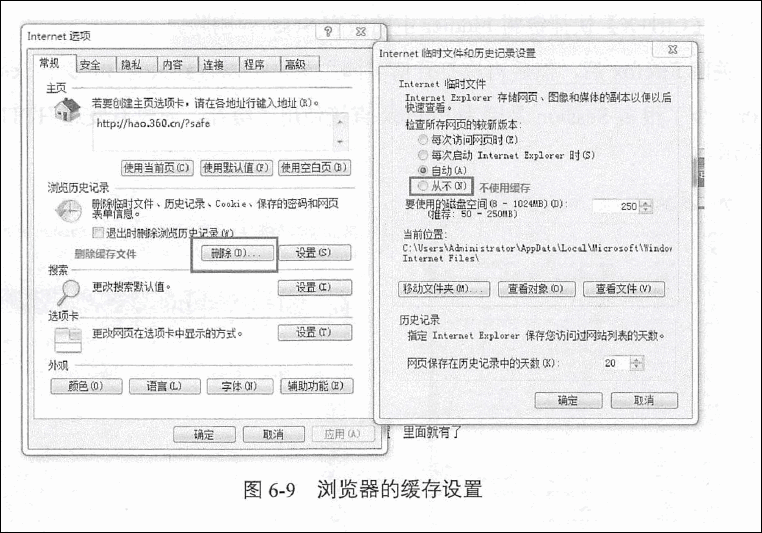 Internet 选项
常规 安全 隐私 内容 连接 程序 高级
主页
若要创建主页选项卡，请在各地址行键入地址(R)。
http://hao.360.cn/?safe
使用当前页(C) 使用默认值(F) 使用空白页(B)
浏览历史记录
删除临时文件、历史记录、Cookie、保存的密码和网页
表单信息。
退出时删除浏览历史记录(W)
删除缓存文件 删除(D)... 设置(S)
搜索
更改搜索默认值。 设置(I)
选项卡
更改网页在选项卡中显示的方式。 设置(T)
外观
颜色(O) 语言(L) 字体(N) 辅助功能(E)
确定 取消 应用(A)
Internet 临时文件和历史记录设置
Internet 临时文件
Internet Explorer 存储网页、图像和媒体的副本以便以后
快速查看。
检查所存网页的较新版本:
每次访问网页时(E)
每次启动 Internet Explorer 时(S)
自动(A)
从不(N) 不使用缓存
要使用的磁盘空间(8 - 1024MB)(D): 250
(推荐: 50 - 250MB)
当前位置:
C:\Users\Administrator\AppData\Local\Microsoft\Window
Internet Files\
移动文件夹(M)... 查看对象(O) 查看文件(V)
历史记录
指定 Internet Explorer 保存您访问过网站列表的天数。
网页保存在历史记录中的天数(K): 20
确定 取消
里面就有了
图 6-9 浏览器的缓存设置